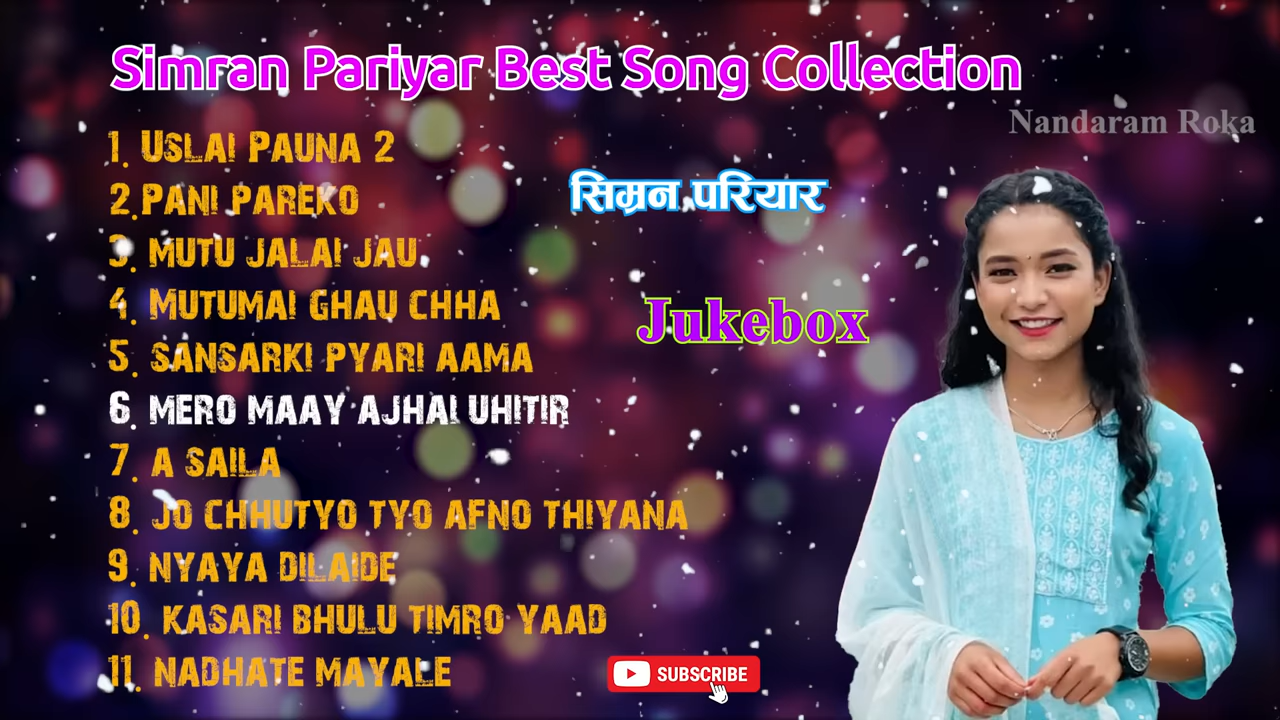 Simran Pariyar Best Song Collection
Nandaram Roka
1. USLAI PAUNA 2
2. PANI PAREKO
सिम्रन परियार
3. MUTU JALAI JAU
4. MUTUMAI GHAU CHHA
Jukebox
5. SANSARKI PYARI AAMA
6. MERO MAAY AJHAI UHITIR
7. A SAILA
8. JO CHHUTYO TYO AFNO THIYANA
9. NYAYA DILAIDE
10. KASARI BHULU TIMRO YAAD
11. NADHATE MAYALE
SUBSCRIBE